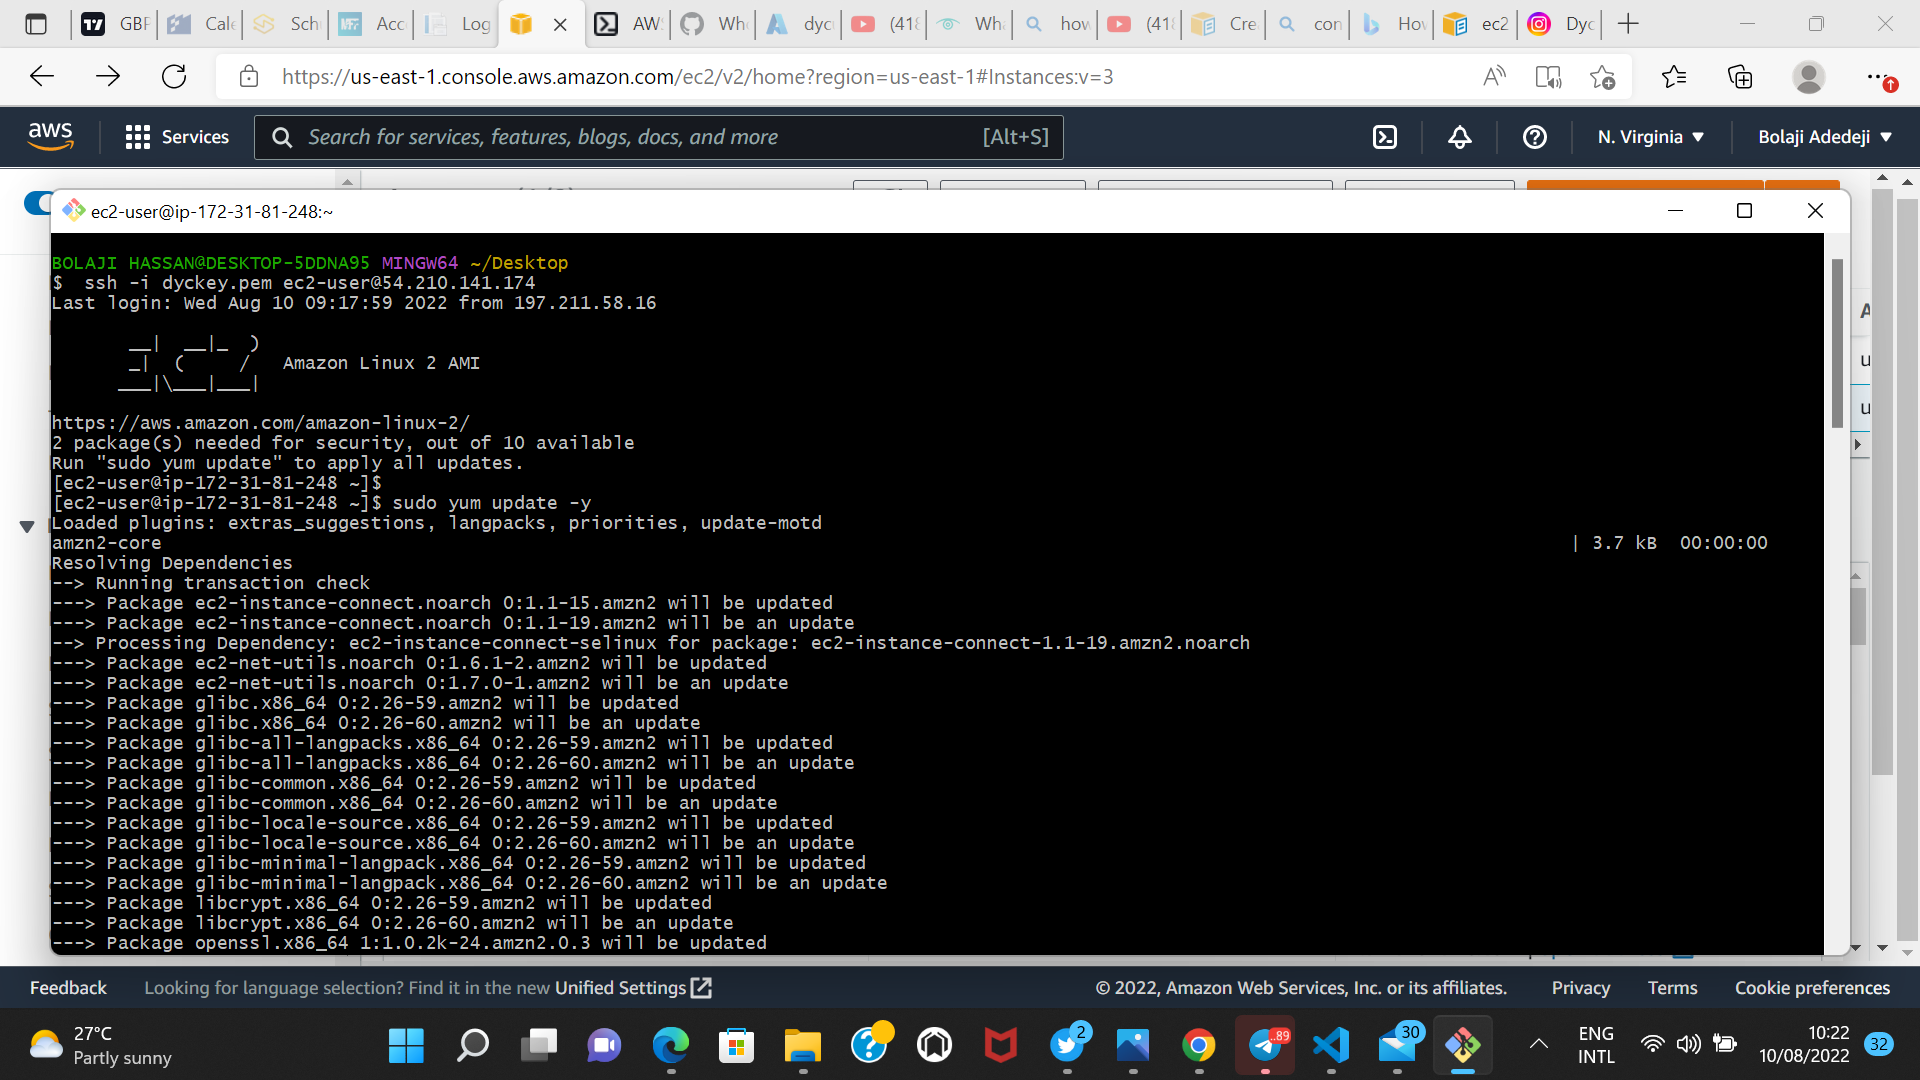 GBP
Cale
Sch
Acc
Log
AWS
Who
dyc
(418
Wha
how
(418
Cre
con
Hov
ec2
Dyc
https://us-east-1.console.aws.amazon.com/ec2/v2/home?region=us-east-1#Instances:v=3
aws
Services
Search for services, features, blogs, docs, and more
[Alt+S]
N. Virginia
Bolaji Adedeji
ec2-user@ip-172-31-81-248:~
BOLAJI HASSAN@DESKTOP-5DDNA95 MINGW64 ~/Desktop
$ ssh -i dyckey.pem ec2-user@54.210.141.174
Last login: Wed Aug 10 09:17:59 2022 from 197.211.58.16
__|  __|_  )
_|  (     /   Amazon Linux 2 AMI
___|\___|___|
https://aws.amazon.com/amazon-linux-2/
2 package(s) needed for security, out of 10 available
Run "sudo yum update" to apply all updates.
[ec2-user@ip-172-31-81-248 ~]$
[ec2-user@ip-172-31-81-248 ~]$ sudo yum update -y
Loaded plugins: extras_suggestions, langpacks, priorities, update-motd
amzn2-core | 3.7 kB 00:00:00
Resolving Dependencies
--> Running transaction check
---> Package ec2-instance-connect.noarch 0:1.1-15.amzn2 will be updated
---> Package ec2-instance-connect.noarch 0:1.1-19.amzn2 will be an update
--> Processing Dependency: ec2-instance-connect-selinux for package: ec2-instance-connect-1.1-19.amzn2.noarch
---> Package ec2-net-utils.noarch 0:1.6.1-2.amzn2 will be updated
---> Package ec2-net-utils.noarch 0:1.7.0-1.amzn2 will be an update
---> Package glibc.x86_64 0:2.26-59.amzn2 will be updated
---> Package glibc.x86_64 0:2.26-60.amzn2 will be an update
---> Package glibc-all-langpacks.x86_64 0:2.26-59.amzn2 will be updated
---> Package glibc-all-langpacks.x86_64 0:2.26-60.amzn2 will be an update
---> Package glibc-common.x86_64 0:2.26-59.amzn2 will be updated
---> Package glibc-common.x86_64 0:2.26-60.amzn2 will be an update
---> Package glibc-locale-source.x86_64 0:2.26-59.amzn2 will be updated
---> Package glibc-locale-source.x86_64 0:2.26-60.amzn2 will be an update
---> Package glibc-minimal-langpack.x86_64 0:2.26-59.amzn2 will be updated
---> Package glibc-minimal-langpack.x86_64 0:2.26-60.amzn2 will be an update
---> Package libcrypt.x86_64 0:2.26-59.amzn2 will be updated
---> Package libcrypt.x86_64 0:2.26-60.amzn2 will be an update
---> Package openssl.x86_64 1:1.0.2k-24.amzn2.0.3 will be updated
Feedback
Looking for language selection? Find it in the new Unified Settings
© 2022, Amazon Web Services, Inc. or its affiliates.
Privacy
Terms
Cookie preferences
27°C
Partly sunny
2
..89
30
ENG
INTL
10:22
10/08/2022
32